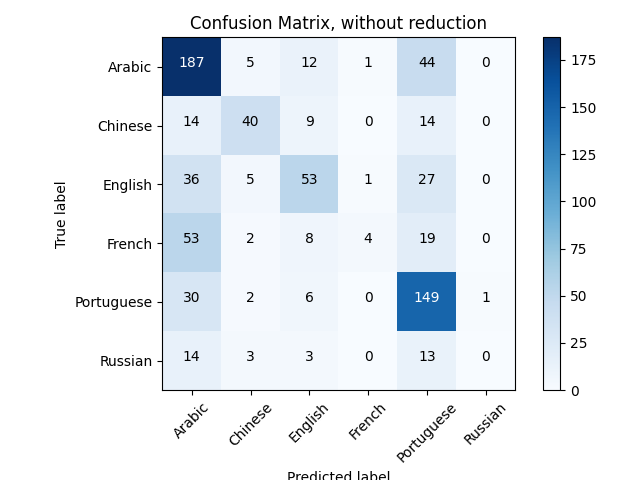 Confusion Matrix, without reduction
Arabic 187 5 12 1 44 0
Chinese 14 40 9 0 14 0
English 36 5 53 1 27 0
French 53 2 8 4 19 0
Portuguese 30 2 6 0 149 1
Russian 14 3 3 0 13 0
True label
Arabic Chinese English French Portuguese Russian
Predicted label
175
150
125
100
75
50
25
0